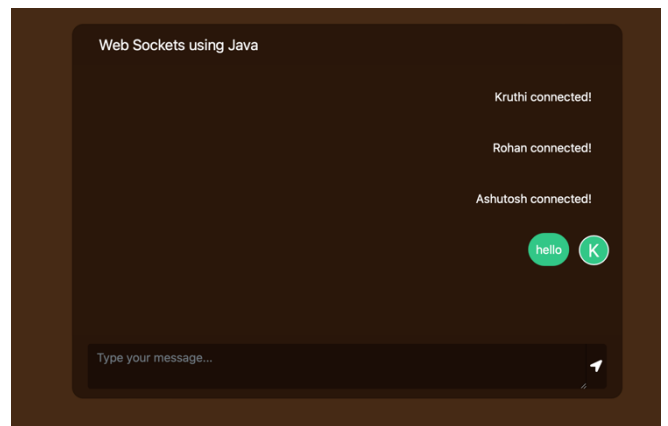 Web Sockets using Java
Kruthi connected!
Rohan connected!
Ashutosh connected!
hello K
Type your message...